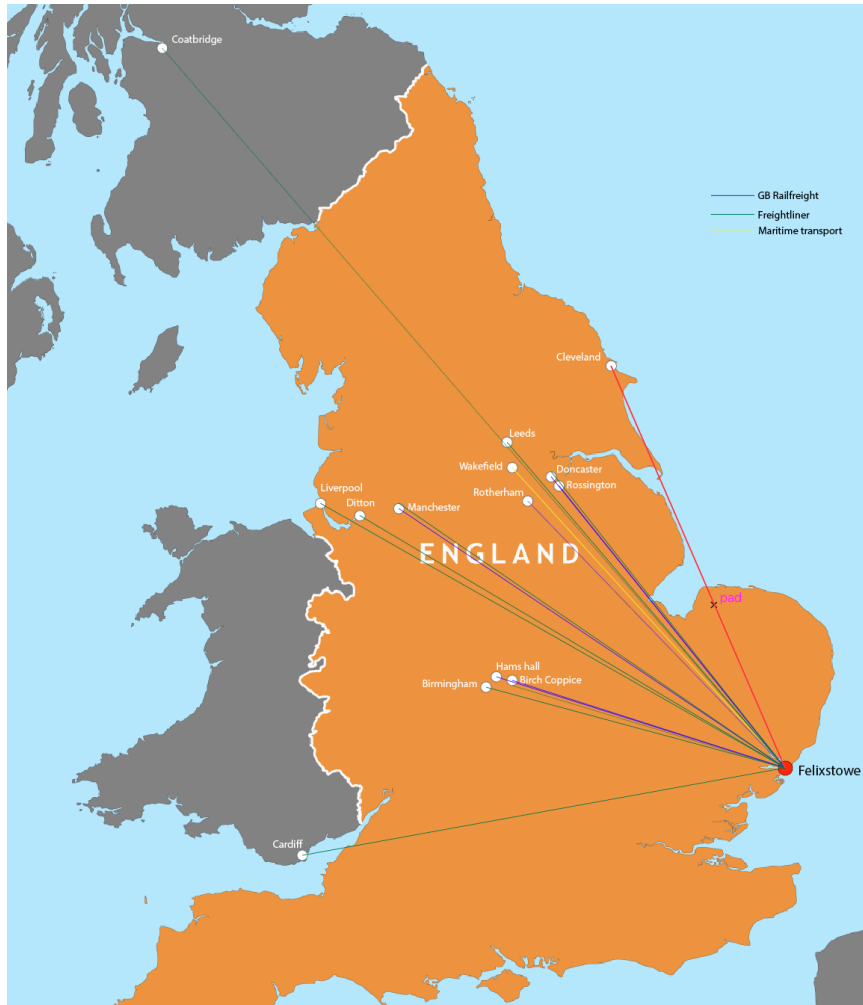 Coatbridge
GB Railfreight
Freightliner
Maritime transport
Cleveland
Leeds
Wakefield
Doncaster
Rossington
Rotherham
Liverpool
Ditton
Manchester
ENGLAND
pad
Hams hall
Birch Coppice
Birmingham
Felixstowe
Cardiff